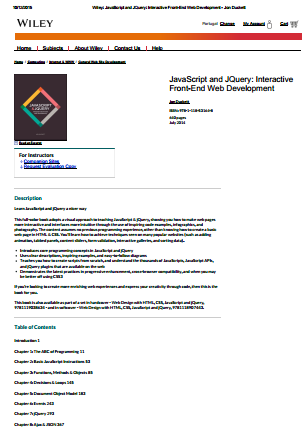 10/12/2015
Wiley: JavaScript and JQuery: Interactive Front-End Web Development - Jon Duckett
WILEY
Portugal Change My Account Cart
Home | Subjects | About Wiley | Contact Us | Help
Home / Computing / Internet & WWW / General Web Site Development
JAVASCRIPT
& JQUERY
JavaScript and JQuery: Interactive
Front-End Web Development
Jon Duckett
July 2014
For Instructors
Companion Sites
Request Evaluation Copy
Description
Learn JavaScript and jQuery a nicer way
This full-color book adopts a visual approach to teaching JavaScript & jQuery, showing you how to make web pages
more interactive and interfaces more intuitive through the use of inspiring code examples, infographics, and
photography. The content assumes no previous programming experience, other than knowing how to create a basic
web page in HTML & CSS. You'll learn how to achieve techniques seen on many popular websites (such as adding
animation, tabbed panels, content sliders, form validation, interactive galleries, and sorting data).
Introduces core programming concepts in JavaScript and jQuery
Uses clear descriptions, inspiring examples, and easy-to-follow diagrams
Teaches you how to create scripts from scratch, and understand the thousands of JavaScripts, JavaScript APIs,
and jQuery plugins that are available on the web
Demonstrates the latest practices in progressive enhancement, cross-browser compatibility, and when you may
be better off using CSS3
If you're looking to create more enriching web experiences and express your creativity through code, then this is the
book for you.
This book is also available as part of a set in hardcover - Web Design with HTML, CSS, JavaScript and jQuery,
9781119038634 - and in softcover - Web Design with HTML, CSS, JavaScript and jQuery, 9781118907443.
Table of Contents
Introduction 1
Chapter 1: The ABC of Programming 11
Chapter 2: Basic JavaScript Instructions 53
Chapter 3: Functions, Methods & Objects 85
Chapter 4: Decisions & Loops 145
Chapter 5: Document Object Model 183
Chapter 6: Events 243
Chapter 7: jQuery 293
Chapter 8: Ajax & JSON 367